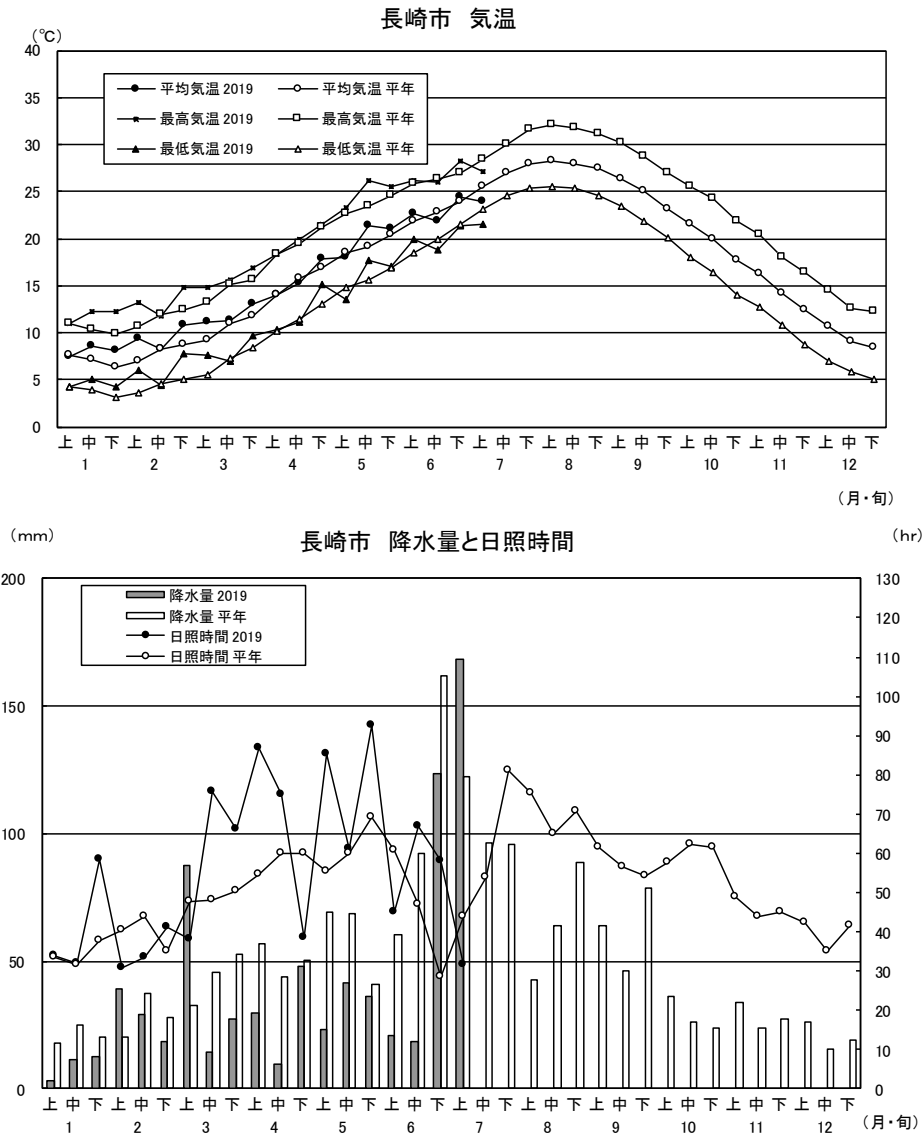 長崎市 気温
(℃)
40
35
30
25
20
15
10
5
0
平均気温 2019
平均気温 平年
最高気温 2019
最高気温 平年
最低気温 2019
最低気温 平年
上 中 下 上 中 下 上 中 下 上 中 下 上 中 下 上 中 下 上 中 下 上 中 下 上 中 下 上 中 下 上 中 下 上 中 下
1 2 3 4 5 6 7 8 9 10 11 12
(月・旬)
(mm)
長崎市 降水量と日照時間
(hr)
200
150
100
50
0
降水量 2019
降水量 平年
日照時間 2019
日照時間 平年
130
120
110
100
90
80
70
60
50
40
30
20
10
0
上 中 下 上 中 下 上 中 下 上 中 下 上 中 下 上 中 下 上 中 下 上 中 下 上 中 下 上 中 下 上 中 下 上 中 下
1 2 3 4 5 6 7 8 9 10 11 12
(月・旬)